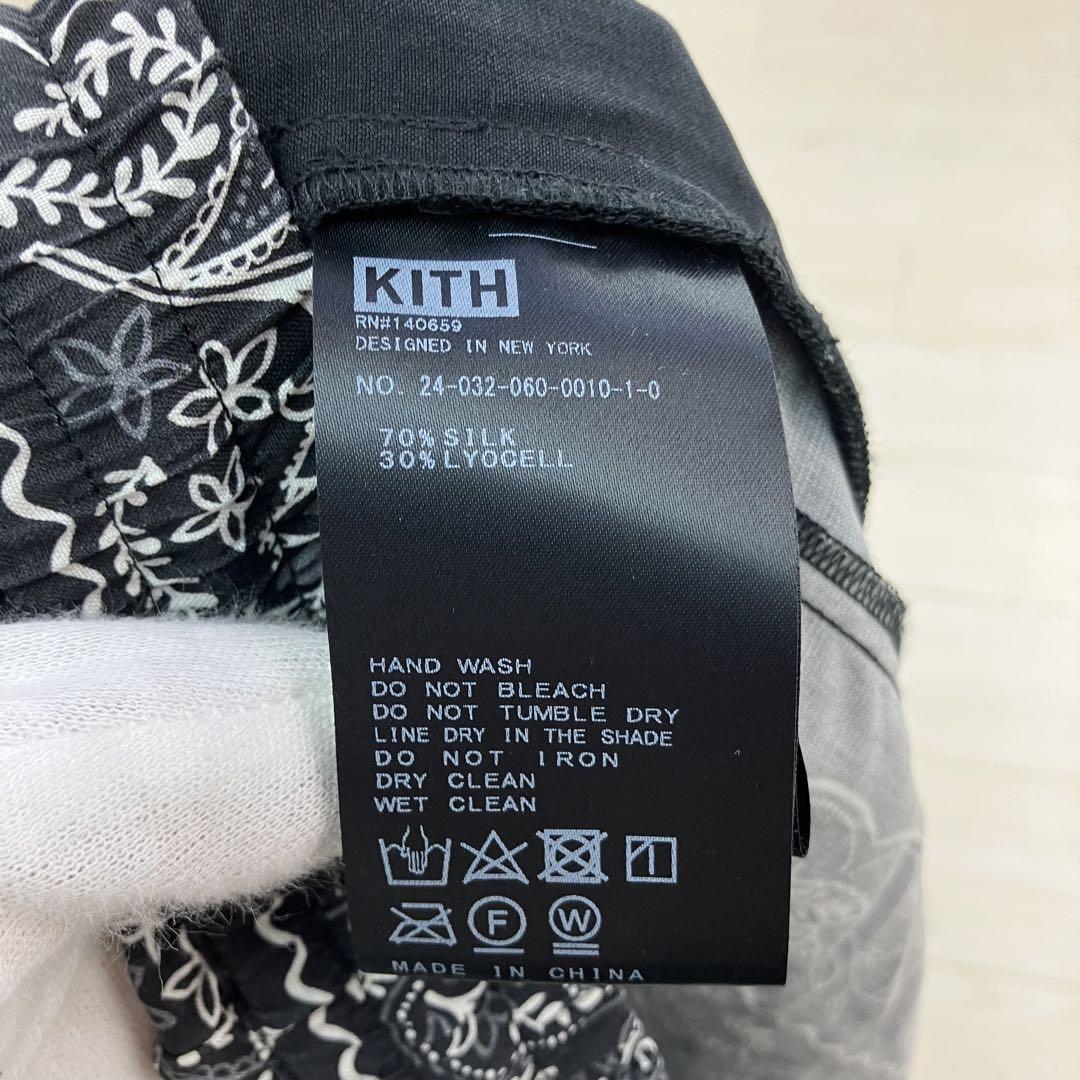 KITH
RN#140659
DESIGNED IN NEW YORK
NO. 24-032-060-0010-1-0
70% SILK
30% LYOCELL
HAND WASH
DO NOT BLEACH
DO NOT TUMBLE DRY
LINE DRY IN THE SHADE
DO NOT IRON
DRY CLEAN
WET CLEAN
F W
MADE IN CHINA